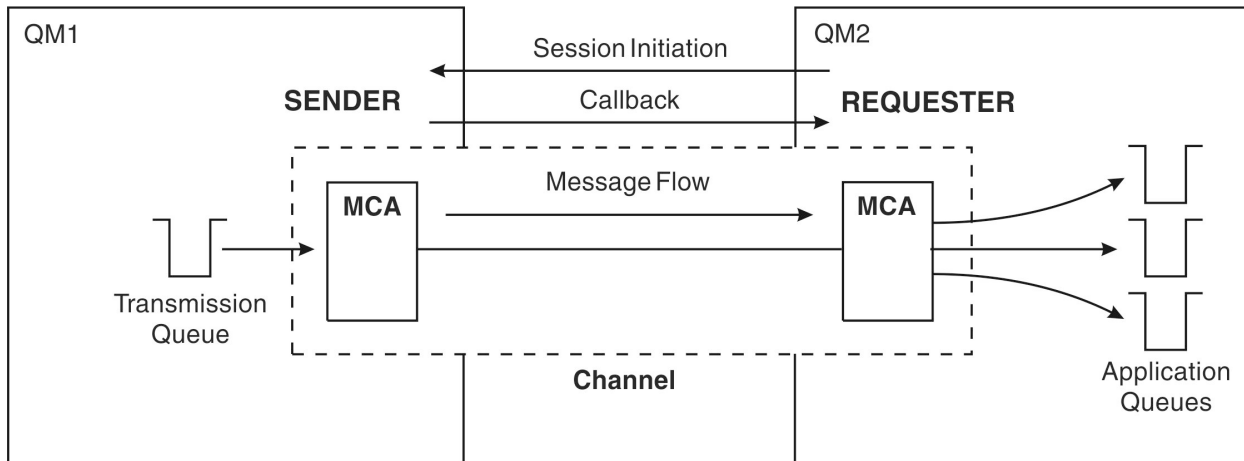 QM1
QM2
Session Initiation
SENDER
Callback
REQUESTER
Message Flow
MCA
MCA
Transmission
Queue
Channel
Application
Queues